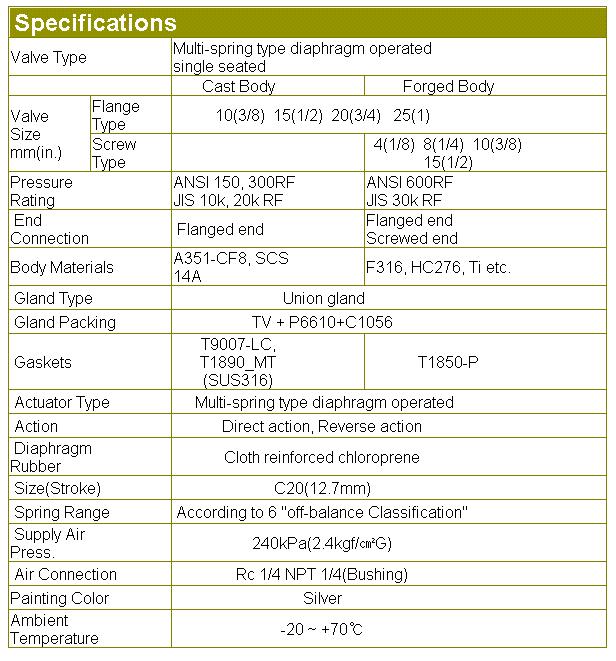 Specifications
Valve Type
Multi-spring type diaphragm operated
single seated
Cast Body
Forged Body
Valve
Size
mm(in.)
Flange
Type
10(3/8) 15(1/2) 20(3/4) 25(1)
Screw
Type
4(1/8) 8(1/4) 10(3/8)
15(1/2)
Pressure
Rating
ANSI 150, 300RF
JIS 10k, 20k RF
ANSI 600RF
JIS 30k RF
End
Connection
Flanged end
Flanged end
Screwed end
Body Materials
A351-CF8, SCS
14A
F316, HC276, Ti etc.
Gland Type
Union gland
Gland Packing
TV + P6610+C1056
Gaskets
T9007-LC,
T1890_MT
(SUS316)
T1850-P
Actuator Type
Multi-spring type diaphragm operated
Action
Direct action, Reverse action
Diaphragm
Rubber
Cloth reinforced chloroprene
Size(Stroke)
C20(12.7mm)
Spring Range
According to 6 "off-balance Classification"
Supply Air
Press.
240kPa(2.4kgf/㎠G)
Air Connection
Rc 1/4 NPT 1/4(Bushing)
Painting Color
Silver
Ambient
Temperature
-20 ~ +70℃